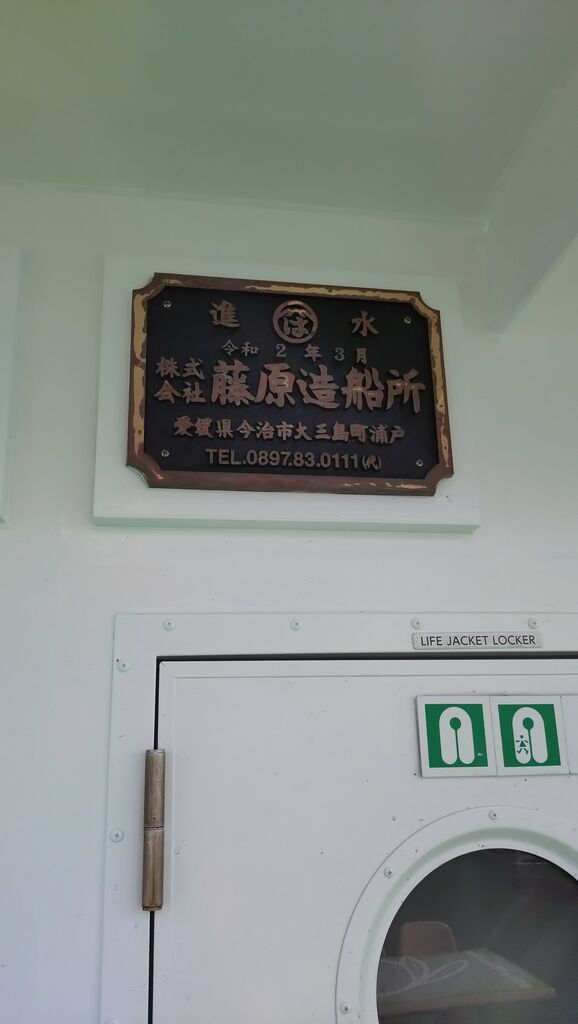 進 は 水
令和 2 年 3 月
株式会社 藤原造船所
愛媛県今治市大三島町浦戸
TEL.0897.83.0111(代)
LIFE JACKET LOCKER